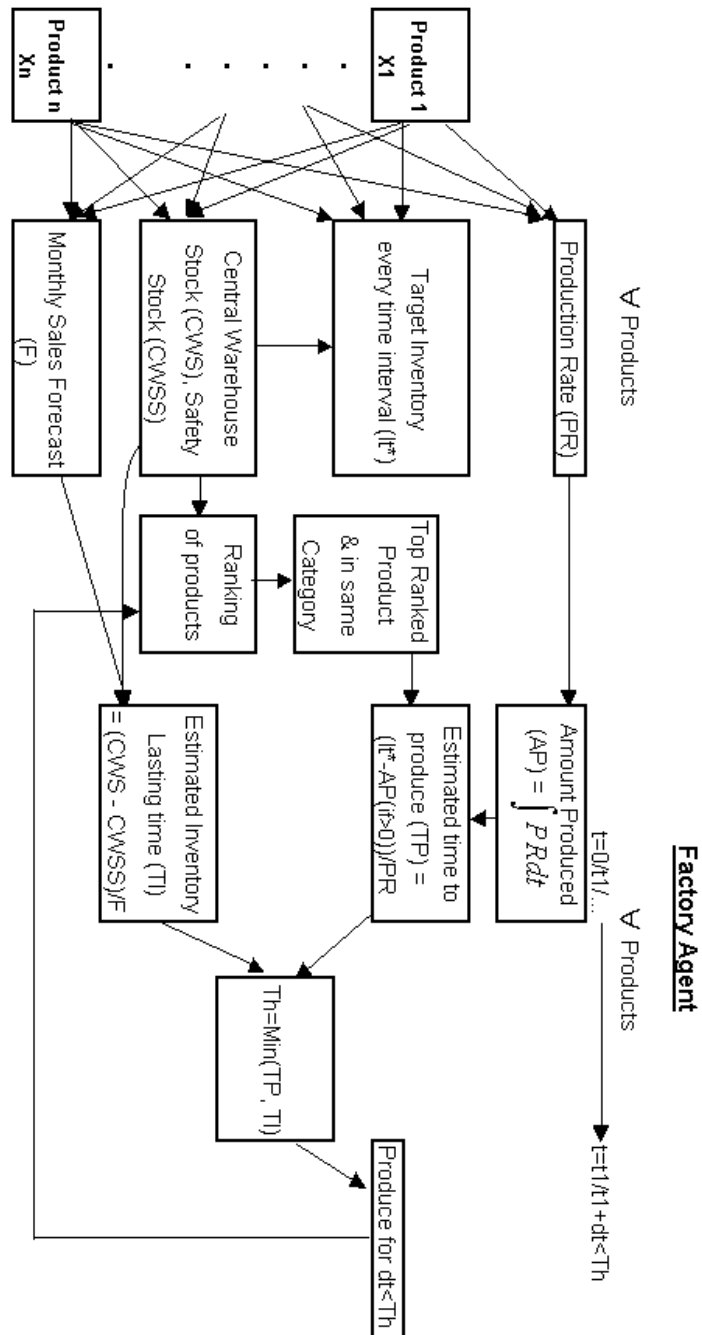 Factory Agent
∀ Products
∀ Products
t=0/t1/...
t=t1/t1+dt<Th
Product 1
X1
. . . . . . .
Product n
Xn
Production Rate (PR)
Target Inventory
every time interval (It*)
Central Warehouse
Stock (CWS), Safety
Stock (CWSS)
Monthly Sales Forecast
(F)
Ranking
of products
Top Ranked
Product
& in same
Category
Amount Produced
(AP) = ∫ P Rdt
Estimated time to
produce (TP) =
(It*-AP(if>0))/PR
Estimated Inventory
Lasting time (TI)
= (CWS - CWSS)/F
Th=Min(TP , TI)
Produce for dt<Th